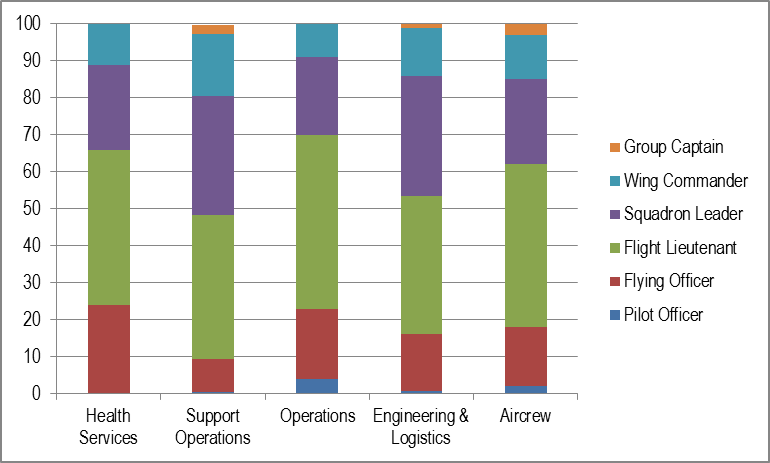 100
90
80
70
60
50
40
30
20
10
0
Health
Services
Support
Operations
Operations
Engineering &
Logistics
Aircrew
Group Captain
Wing Commander
Squadron Leader
Flight Lieutenant
Flying Officer
Pilot Officer